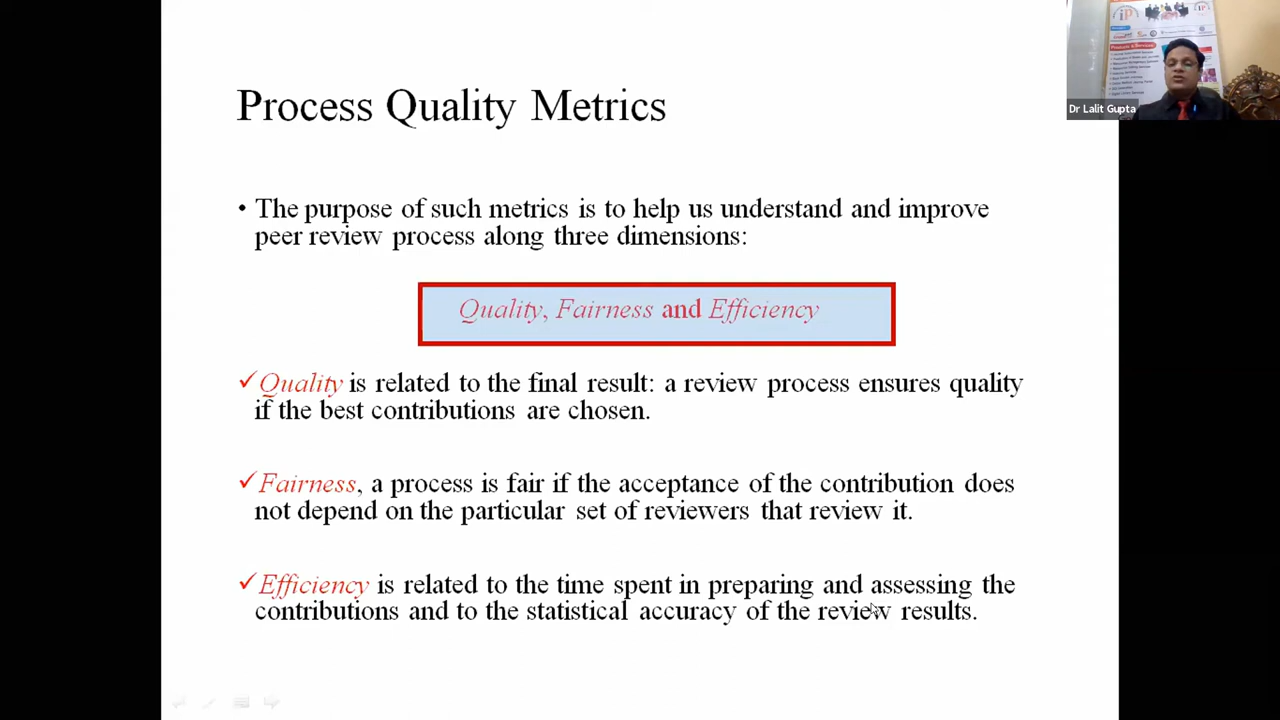 Process Quality Metrics
• The purpose of such metrics is to help us understand and improve
peer review process along three dimensions:
Quality, Fairness and Efficiency
✓Quality is related to the final result: a review process ensures quality
if the best contributions are chosen.
✓Fairness, a process is fair if the acceptance of the contribution does
not depend on the particular set of reviewers that review it.
✓Efficiency is related to the time spent in preparing and assessing the
contributions and to the statistical accuracy of the review results.
iP
iP
Products & Services
Dr Lalit Gupta